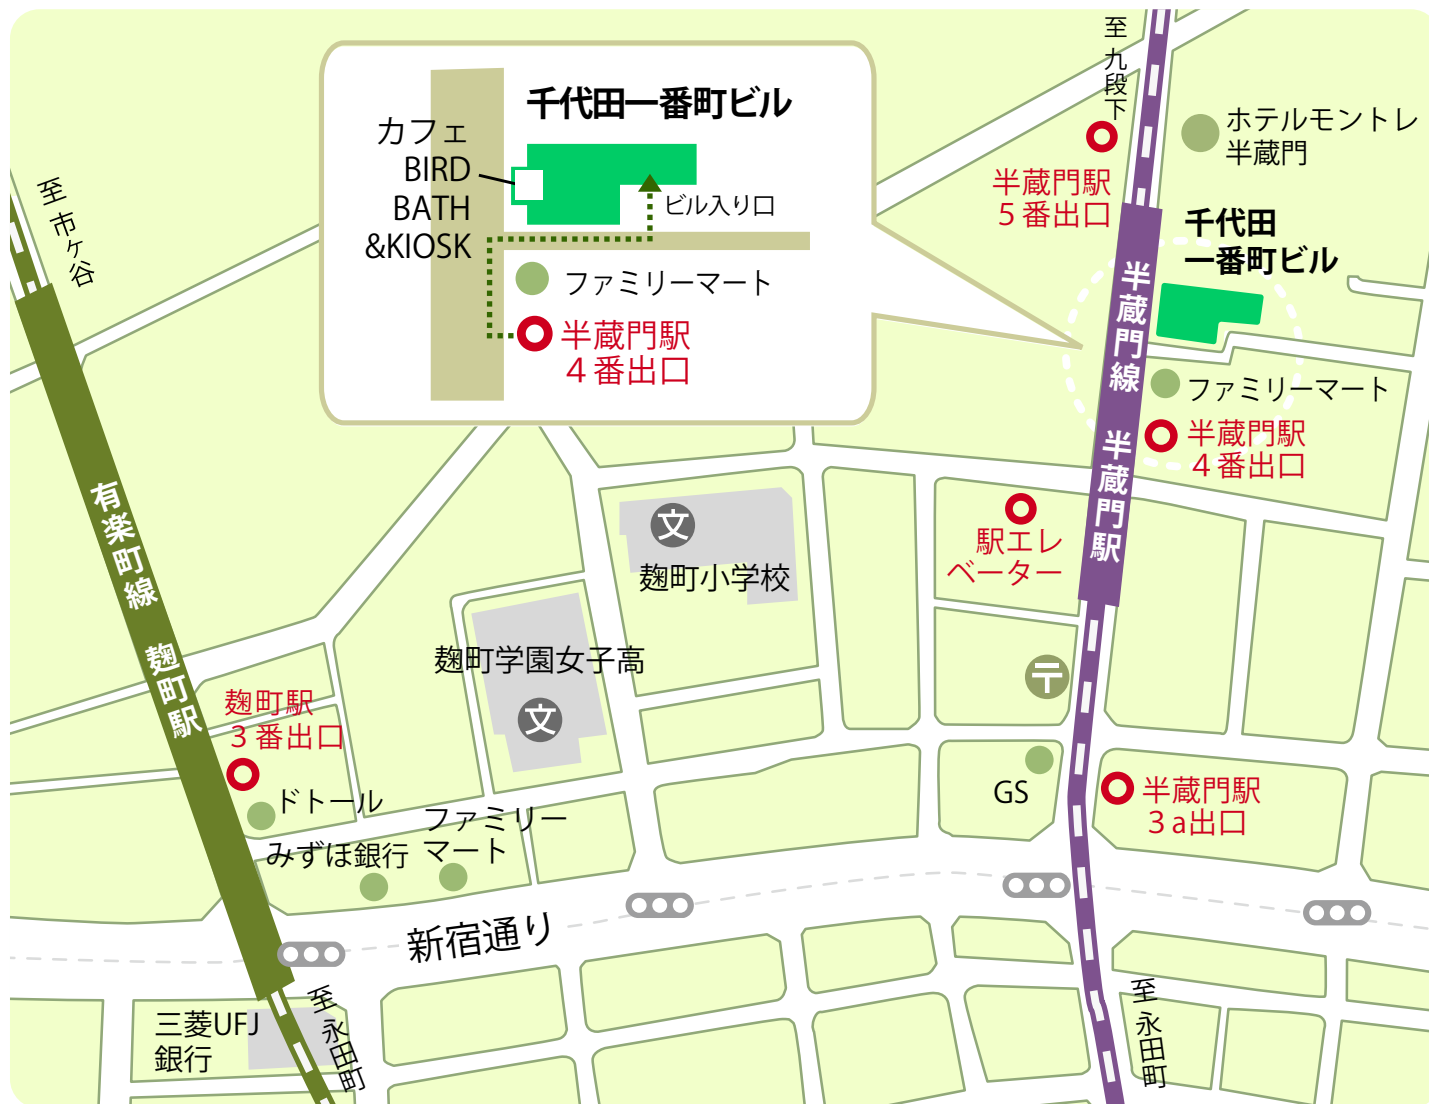 至九段下
ホテルモントレ
半蔵門
千代田一番町ビル
カフェ
BIRD
BATH
&KIOSK
ビル入り口
ファミリーマート
半蔵門駅
４番出口
至市ヶ谷
半蔵門駅
５番出口
千代田
一番町ビル
半蔵門線 半蔵門駅
ファミリーマート
半蔵門駅
４番出口
有楽町線 麹町駅
文
麹町小学校
駅エレ
ベーター
麹町学園女子高
文
〒
麹町駅
３番出口
ドトール
みずほ銀行
ファミリー
マート
GS
半蔵門駅
３a出口
新宿通り
三菱UFJ
銀行
至永田町
至永田町